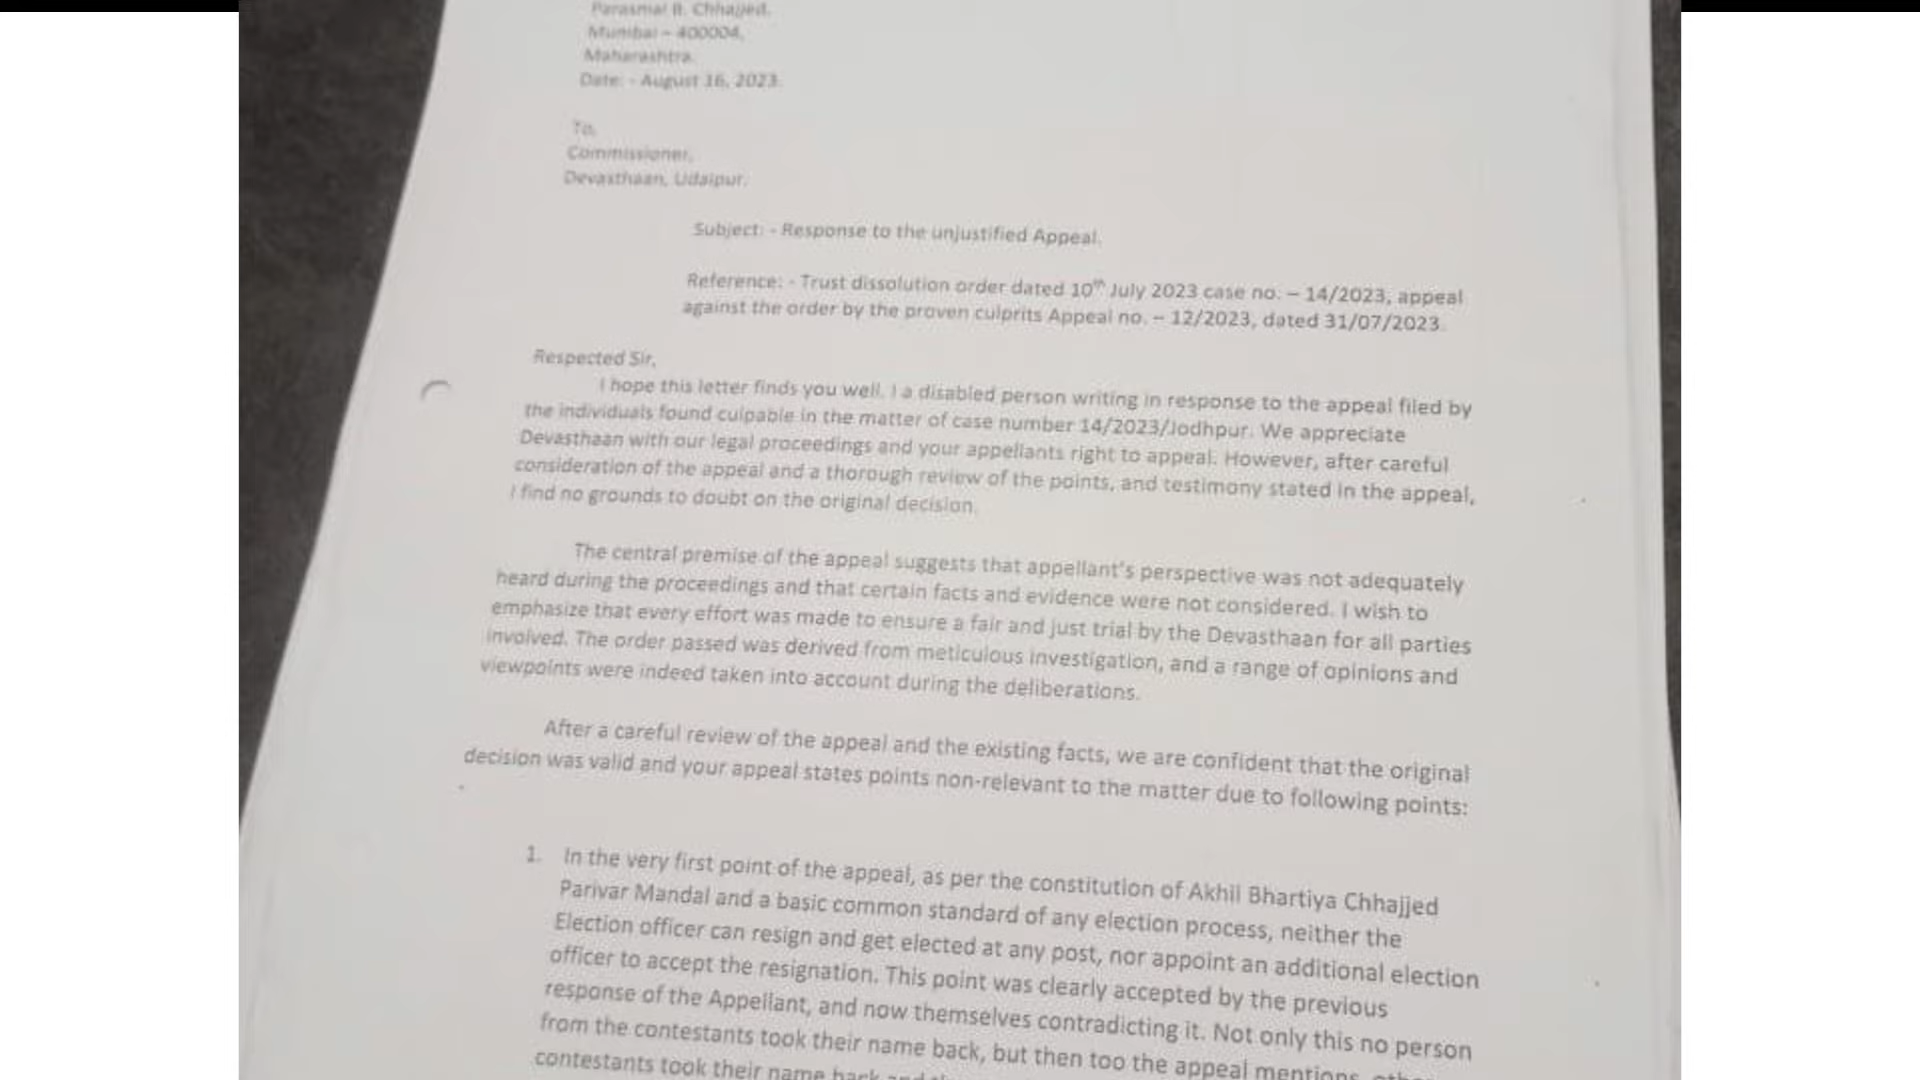 Parasmal B. Chhajjed.
Mumbai – 400004,
Maharashtra.
Date: - August 16, 2023.
To,
Commissioner,
Devasthaan, Udaipur.
Subject: - Response to the unjustified Appeal.
Reference: - Trust dissolution order dated 10th July 2023 case no. – 14/2023, appeal
against the order by the proven culprits Appeal no. – 12/2023, dated 31/07/2023.
Respected Sir,
I hope this letter finds you well. I a disabled person writing in response to the appeal filed by
the individuals found culpable in the matter of case number 14/2023/Jodhpur. We appreciate
Devasthaan with our legal proceedings and your appellants right to appeal. However, after careful
consideration of the appeal and a thorough review of the points, and testimony stated in the appeal,
I find no grounds to doubt on the original decision.
The central premise of the appeal suggests that appellant's perspective was not adequately
heard during the proceedings and that certain facts and evidence were not considered. I wish to
emphasize that every effort was made to ensure a fair and just trial by the Devasthaan for all parties
involved. The order passed was derived from meticulous investigation, and a range of opinions and
viewpoints were indeed taken into account during the deliberations.
After a careful review of the appeal and the existing facts, we are confident that the original
decision was valid and your appeal states points non-relevant to the matter due to following points:
1. In the very first point of the appeal, as per the constitution of Akhil Bhartiya Chhajjed
Parivar Mandal and a basic common standard of any election process, neither the
Election officer can resign and get elected at any post, nor appoint an additional election
officer to accept the resignation. This point was clearly accepted by the previous
response of the Appellant, and now themselves contradicting it. Not only this no person
from the contestants took their name back, but then too the appeal mentions,
contestants took their name back